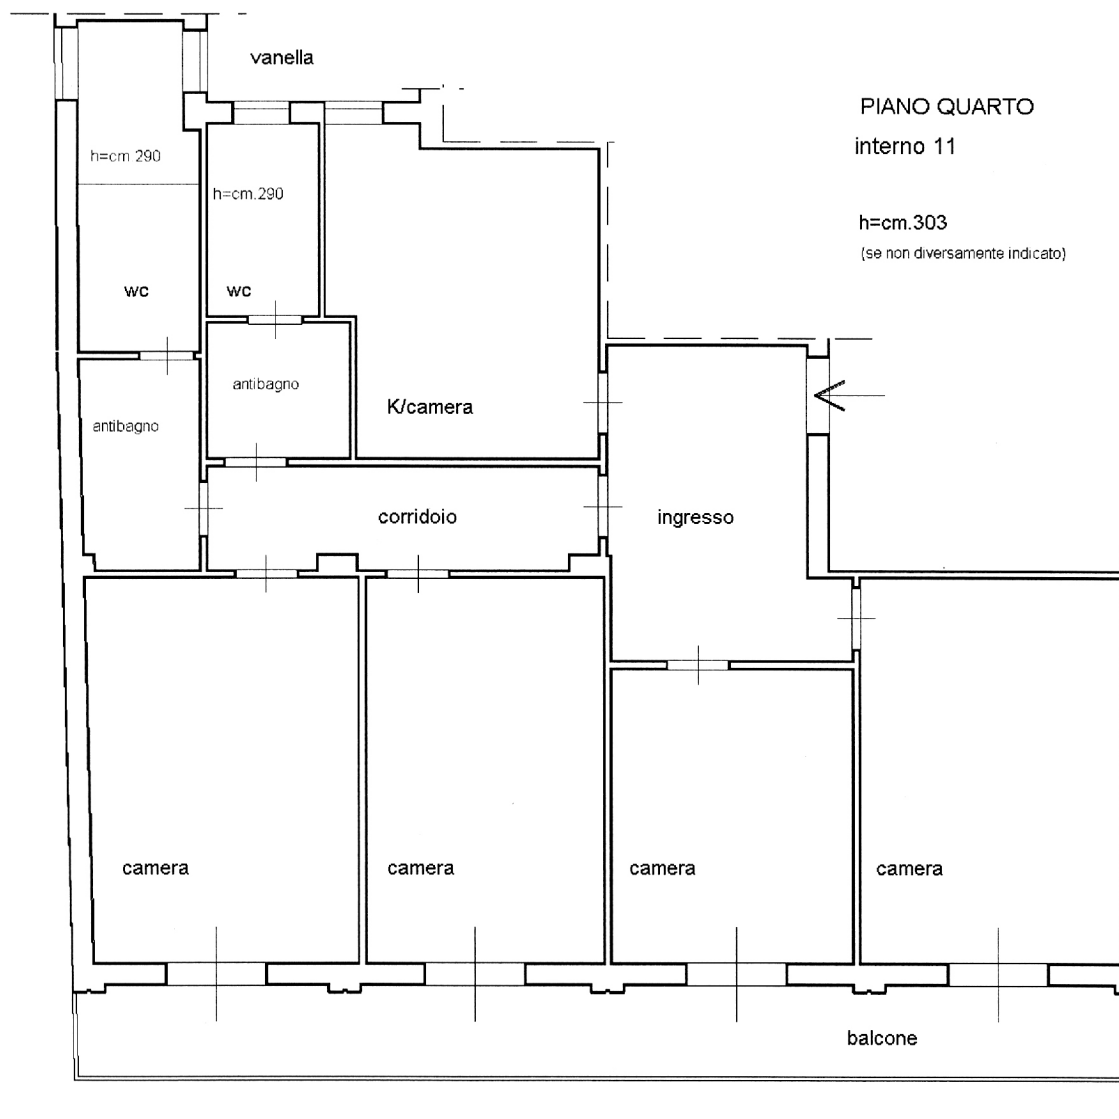 vanella
PIANO QUARTO
interno 11
h=cm 290
h=cm.290
h=cm.303
(se non diversamente indicato)
wc
wc
antibagno
K/camera
antibagno
corridoio
ingresso
camera
camera
camera
camera
balcone